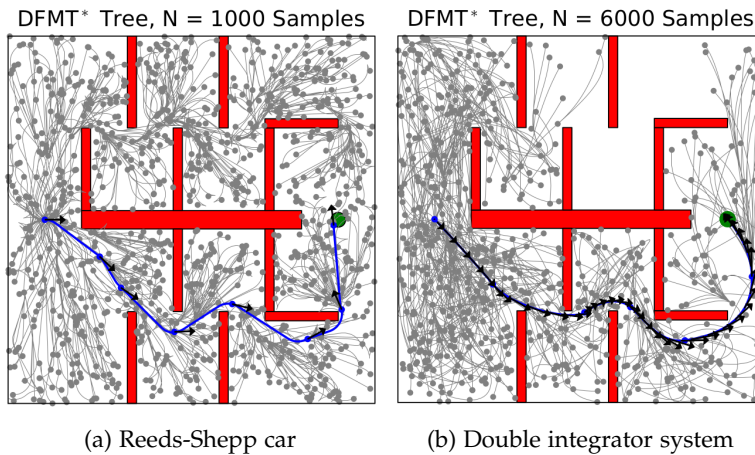 DFMT* Tree, N = 1000 Samples
DFMT* Tree, N = 6000 Samples
(a) Reeds-Shepp car
(b) Double integrator system